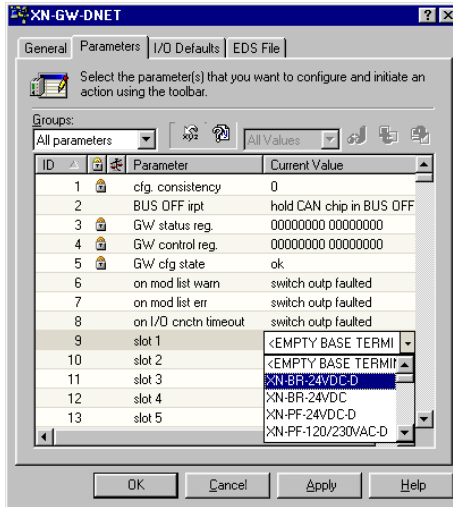 XN-GW-DNET
General Parameters I/O Defaults EDS File
Select the parameter(s) that you want to configure and initiate an
action using the toolbar.
Groups:
All parameters All Values
ID Parameter Current Value
1 cfg. consistency 0
2 BUS OFF irpt hold CAN chip in BUS OFF
3 GW status reg. 00000000 00000000
4 GW control reg. 00000000 00000000
5 GW cfg state ok
6 on mod list warn switch outp faulted
7 on mod list err switch outp faulted
8 on I/O cnctn timeout switch outp faulted
9 slot 1 <EMPTY BASE TERMI
10 slot 2 <EMPTY BASE TERMIN
11 slot 3 XN-BR-24VDC-D
12 slot 4 XN-BR-24VDC
13 slot 5 XN-PF-24VDC-D
XN-PF-120/230VAC-D
OK Cancel Apply Help